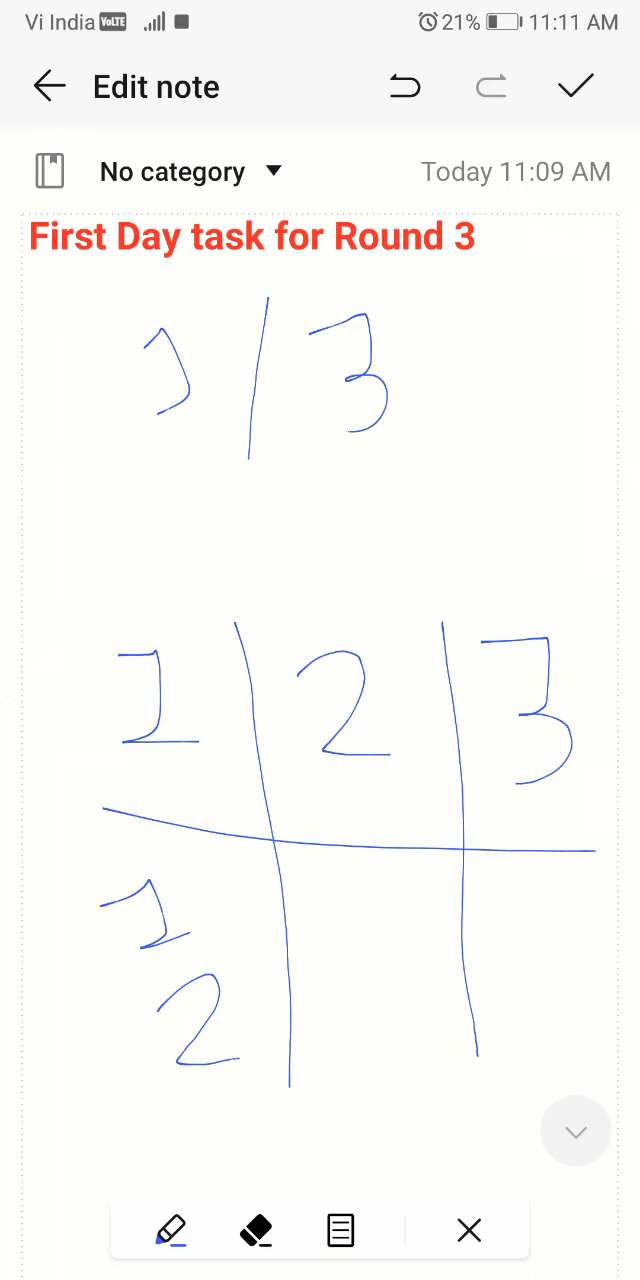 Vi India VoLTE 21% 11:11 AM
Edit note
No category Today 11:09 AM
First Day task for Round 3
1 / 3
1 | 2 | 3
1
2